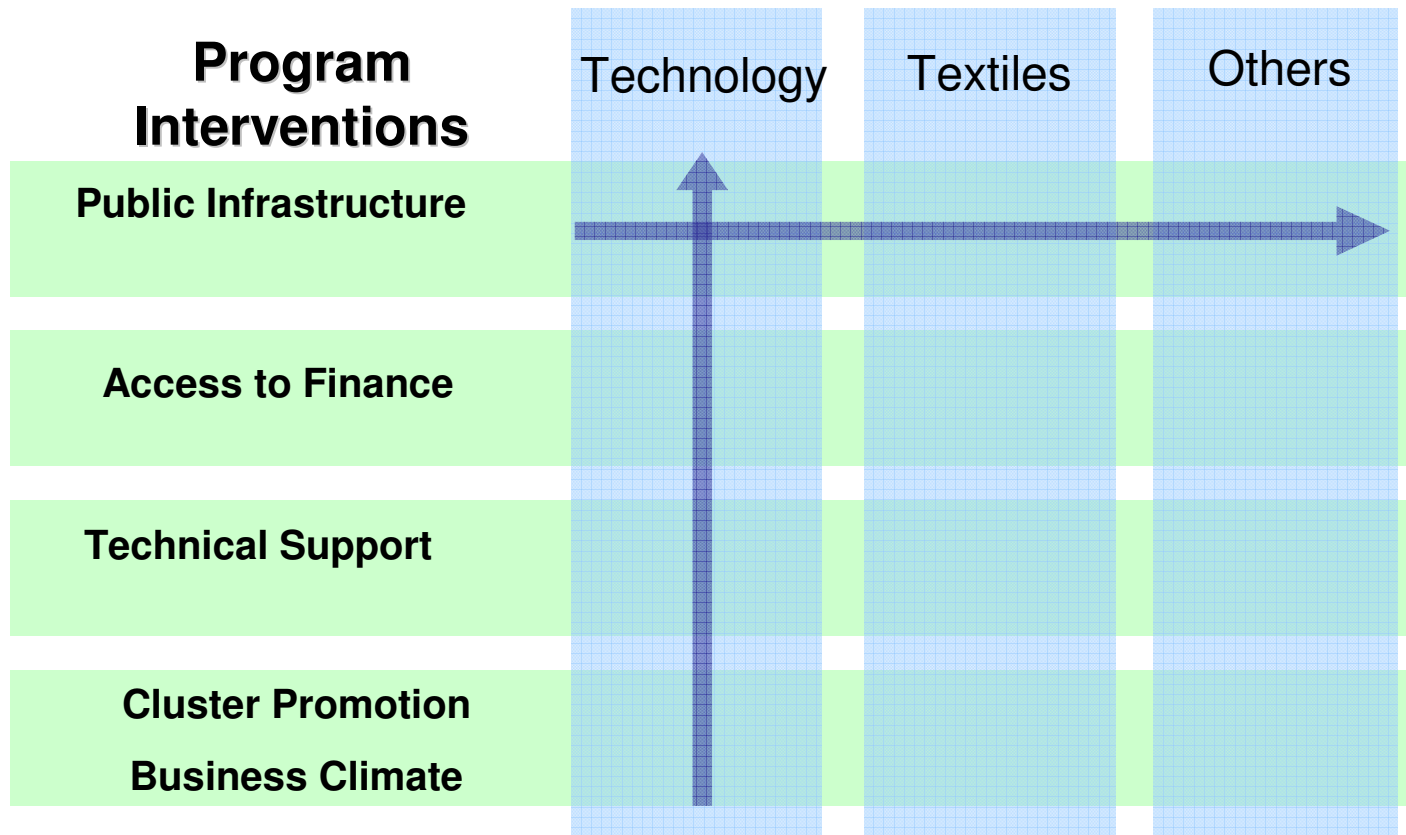 Program
Interventions
Technology
Textiles
Others
Public Infrastructure
Access to Finance
Technical Support
Cluster Promotion
Business Climate